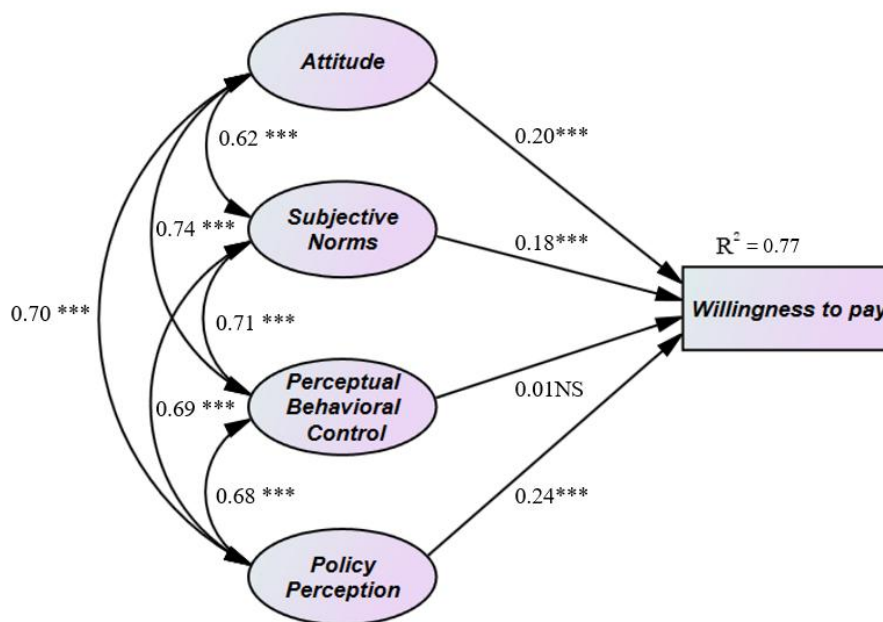 Attitude
0.20***
0.62 ***
Subjective
Norms
0.74 ***
0.18***
R² = 0.77
Willingness to pay
0.70 ***
0.71 ***
Perceptual
Behavioral
Control
0.01NS
0.69 ***
0.68 ***
0.24***
Policy
Perception